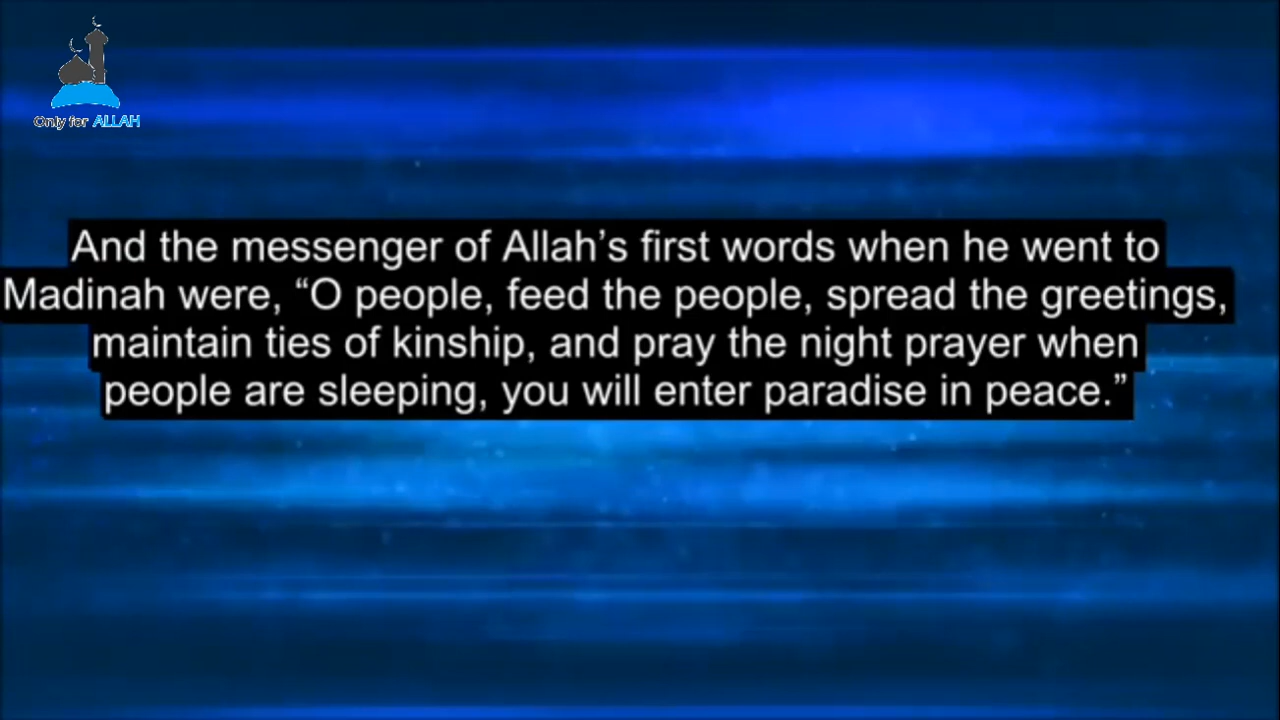 Only for ALLAH
And the messenger of Allah’s first words when he went to
Madinah were, “O people, feed the people, spread the greetings,
maintain ties of kinship, and pray the night prayer when
people are sleeping, you will enter paradise in peace.”